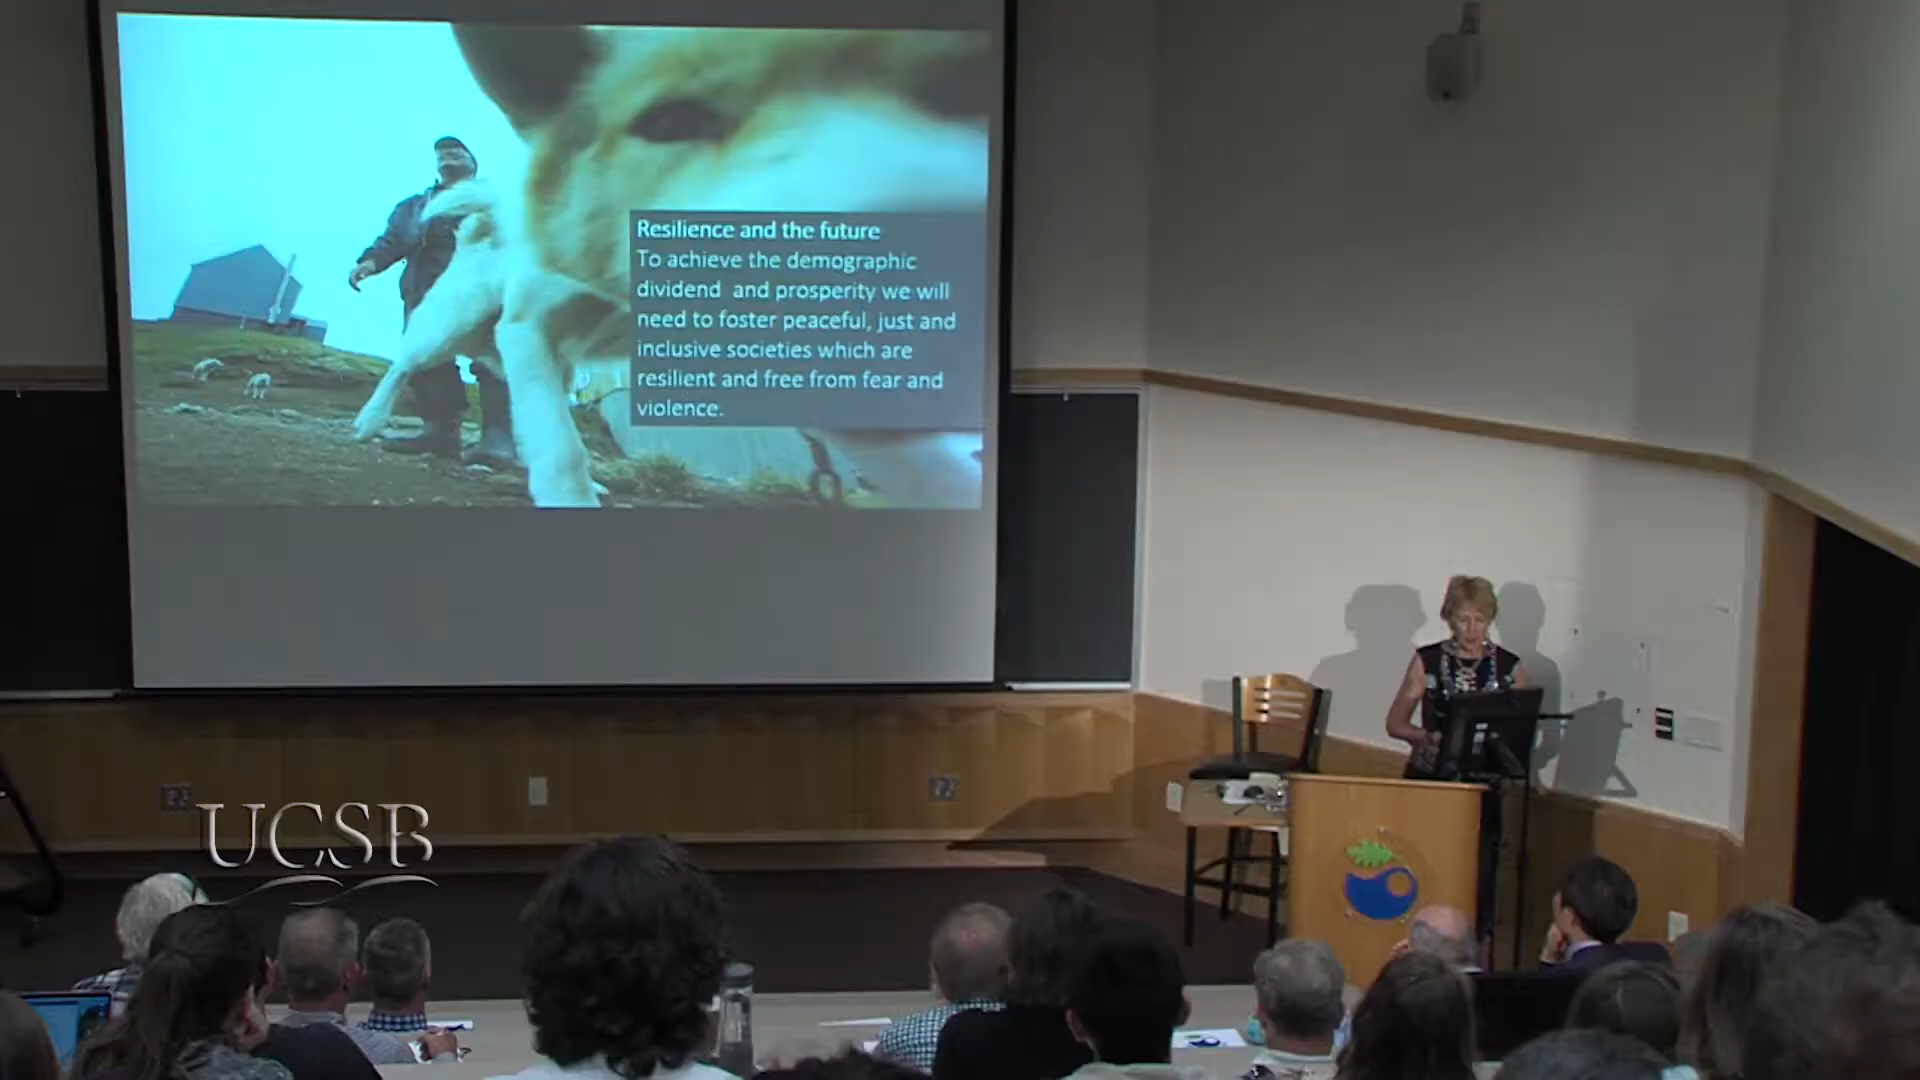 Resilience and the future
To achieve the demographic
dividend and prosperity we will
need to foster peaceful, just and
inclusive societies which are
resilient and free from fear and
violence.
UCSB